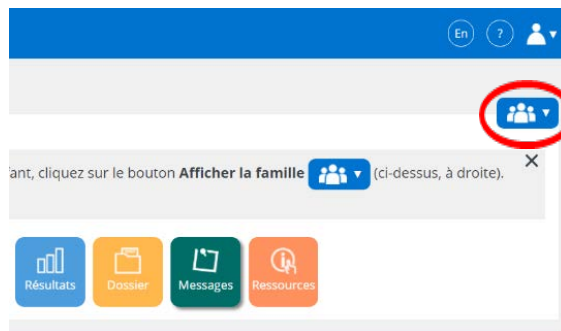 En ?
'ant, cliquez sur le bouton Afficher la famille (ci-dessus, à droite).
Résultats Dossier Messages Ressources